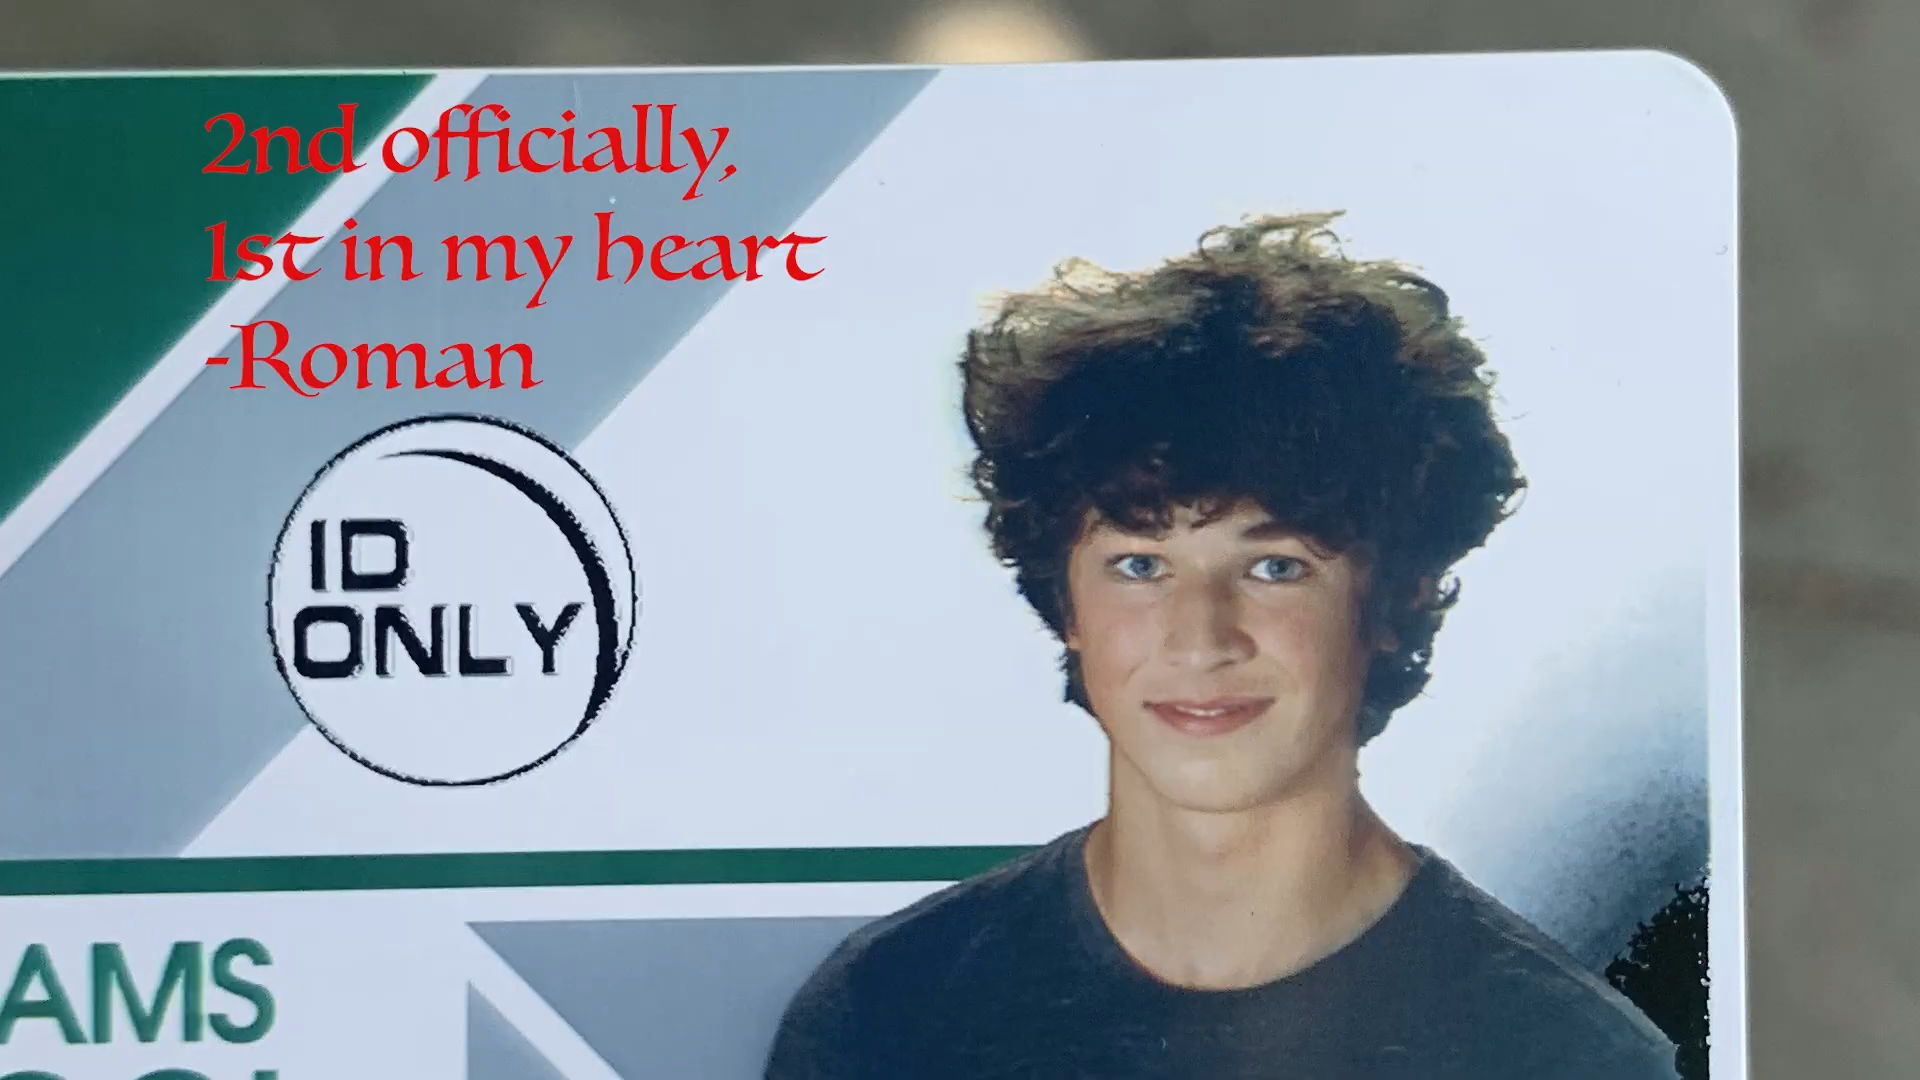 2nd officially,
1st in my heart
-Roman
ID
ONLY
AMS